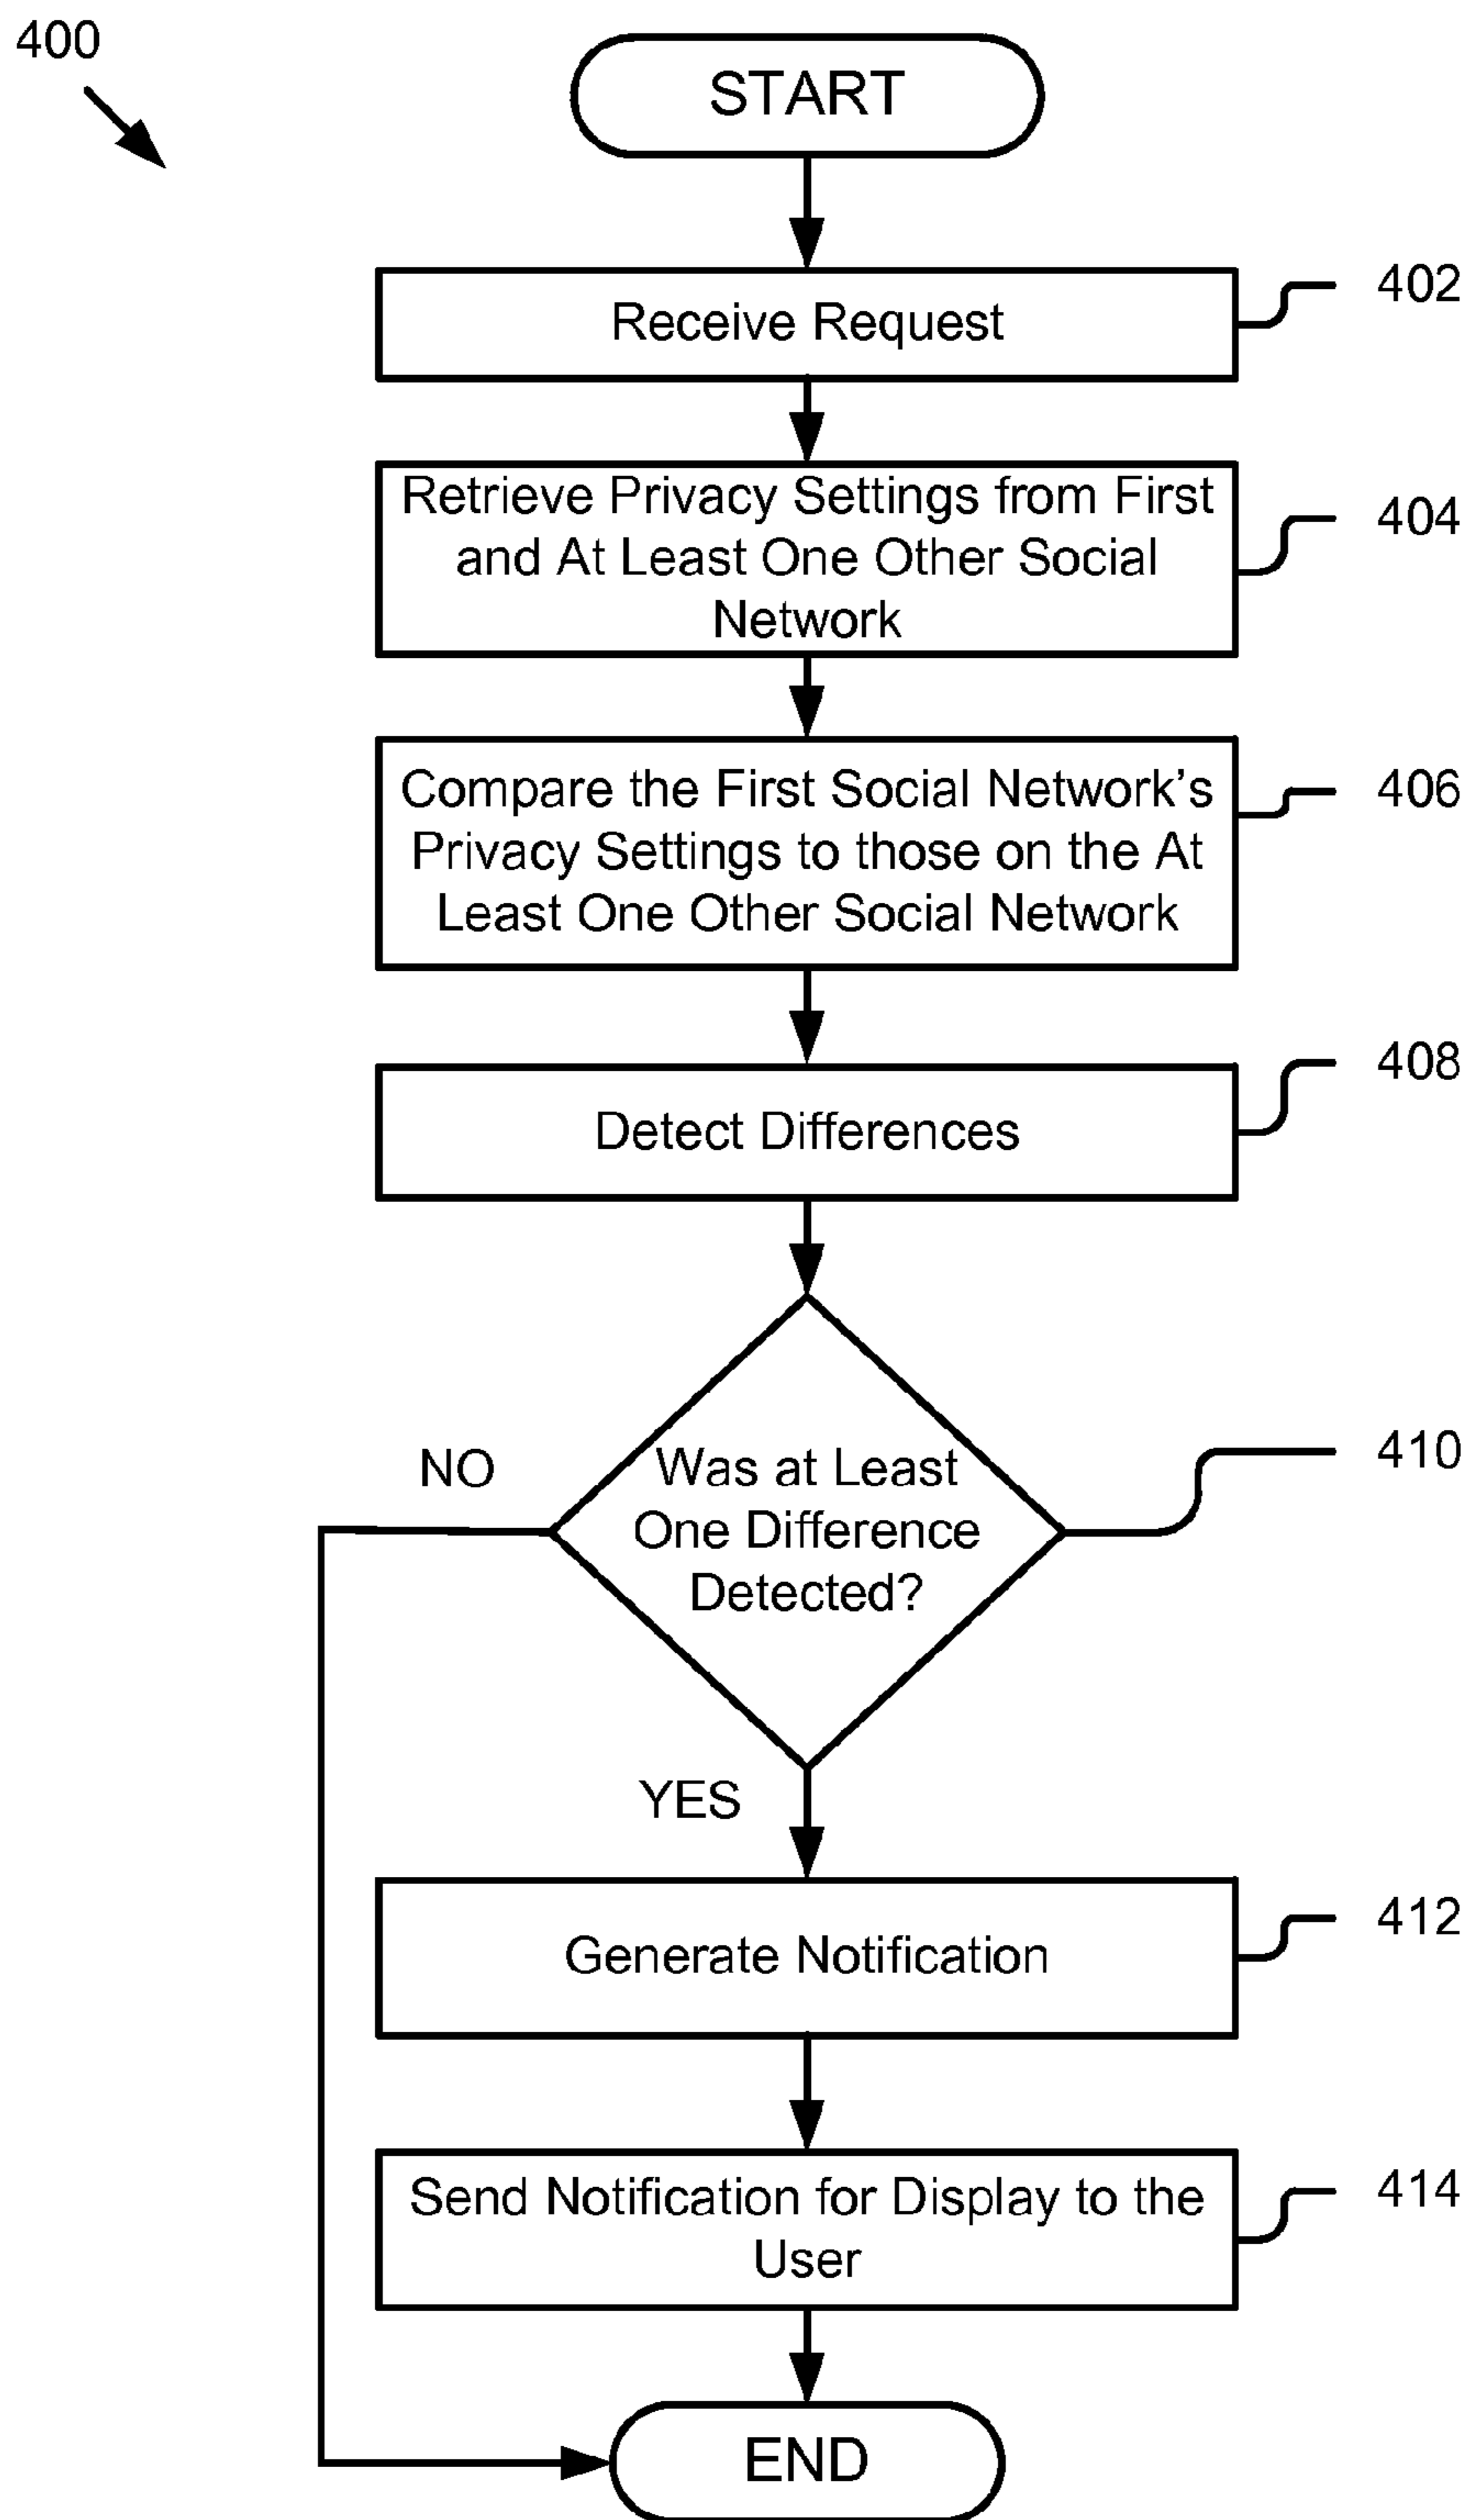 400
START
Receive Request
402
Retrieve Privacy Settings from First
and At Least One Other Social
Network
404
Compare the First Social Network’s
Privacy Settings to those on the At
Least One Other Social Network
406
Detect Differences
408
Was at Least
One Difference
Detected?
410
NO
YES
Generate Notification
412
Send Notification for Display to the
User
414
END